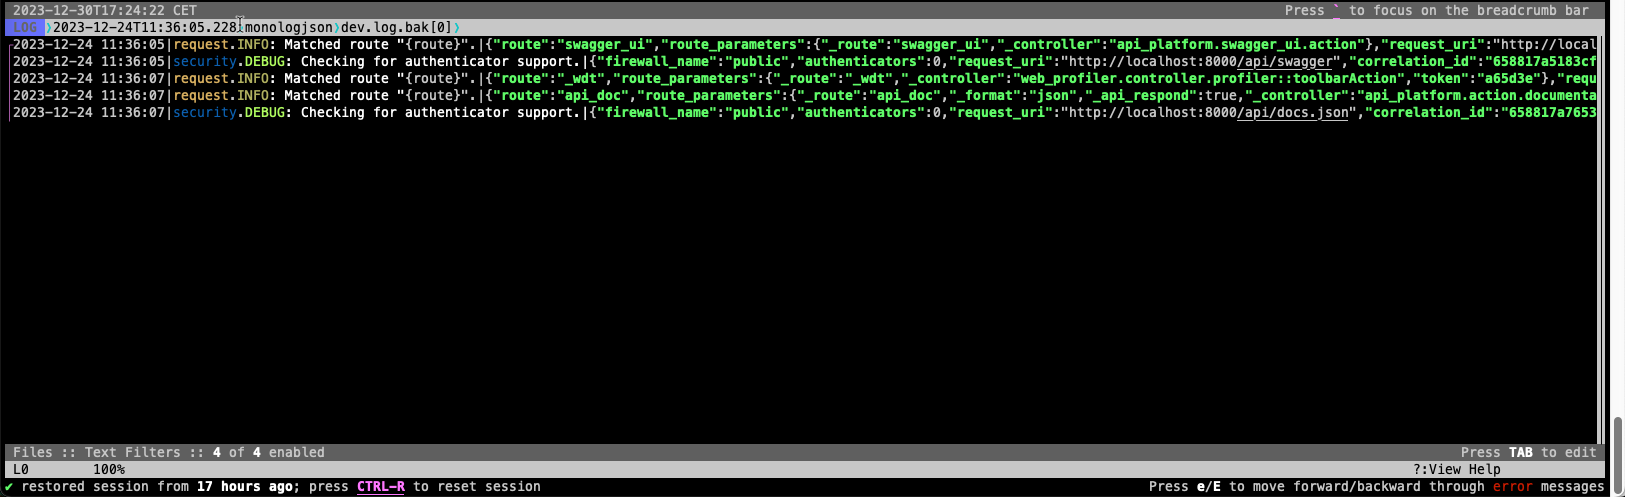 2023-12-30T17:24:22 CET Press ` to focus on the breadcrumb bar
LOG ❯2023-12-24T11:36:05.228❯monologjson❯dev.log.bak[0]❯
2023-12-24 11:36:05|request.INFO: Matched route "{route}".|{"route":"swagger_ui","route_parameters":{"_route":"swagger_ui","_controller":"api_platform.swagger_ui.action"},"request_uri":"http://local
2023-12-24 11:36:05|security.DEBUG: Checking for authenticator support.|{"firewall_name":"public","authenticators":0,"request_uri":"http://localhost:8000/api/swagger","correlation_id":"658817a5183cf
2023-12-24 11:36:07|request.INFO: Matched route "{route}".|{"route":"_wdt","route_parameters":{"_route":"_wdt","_controller":"web_profiler.controller.profiler::toolbarAction","token":"a65d3e"},"requ
2023-12-24 11:36:07|request.INFO: Matched route "{route}".|{"route":"api_doc","route_parameters":{"_route":"api_doc","_format":"json","_api_respond":true,"_controller":"api_platform.action.documenta
2023-12-24 11:36:07|security.DEBUG: Checking for authenticator support.|{"firewall_name":"public","authenticators":0,"request_uri":"http://localhost:8000/api/docs.json","correlation_id":"658817a7653
Files :: Text Filters :: 4 of 4 enabled Press TAB to edit
L0 100% ?:View Help
✔ restored session from 17 hours ago; press CTRL-R to reset session Press e/E to move forward/backward through error messages